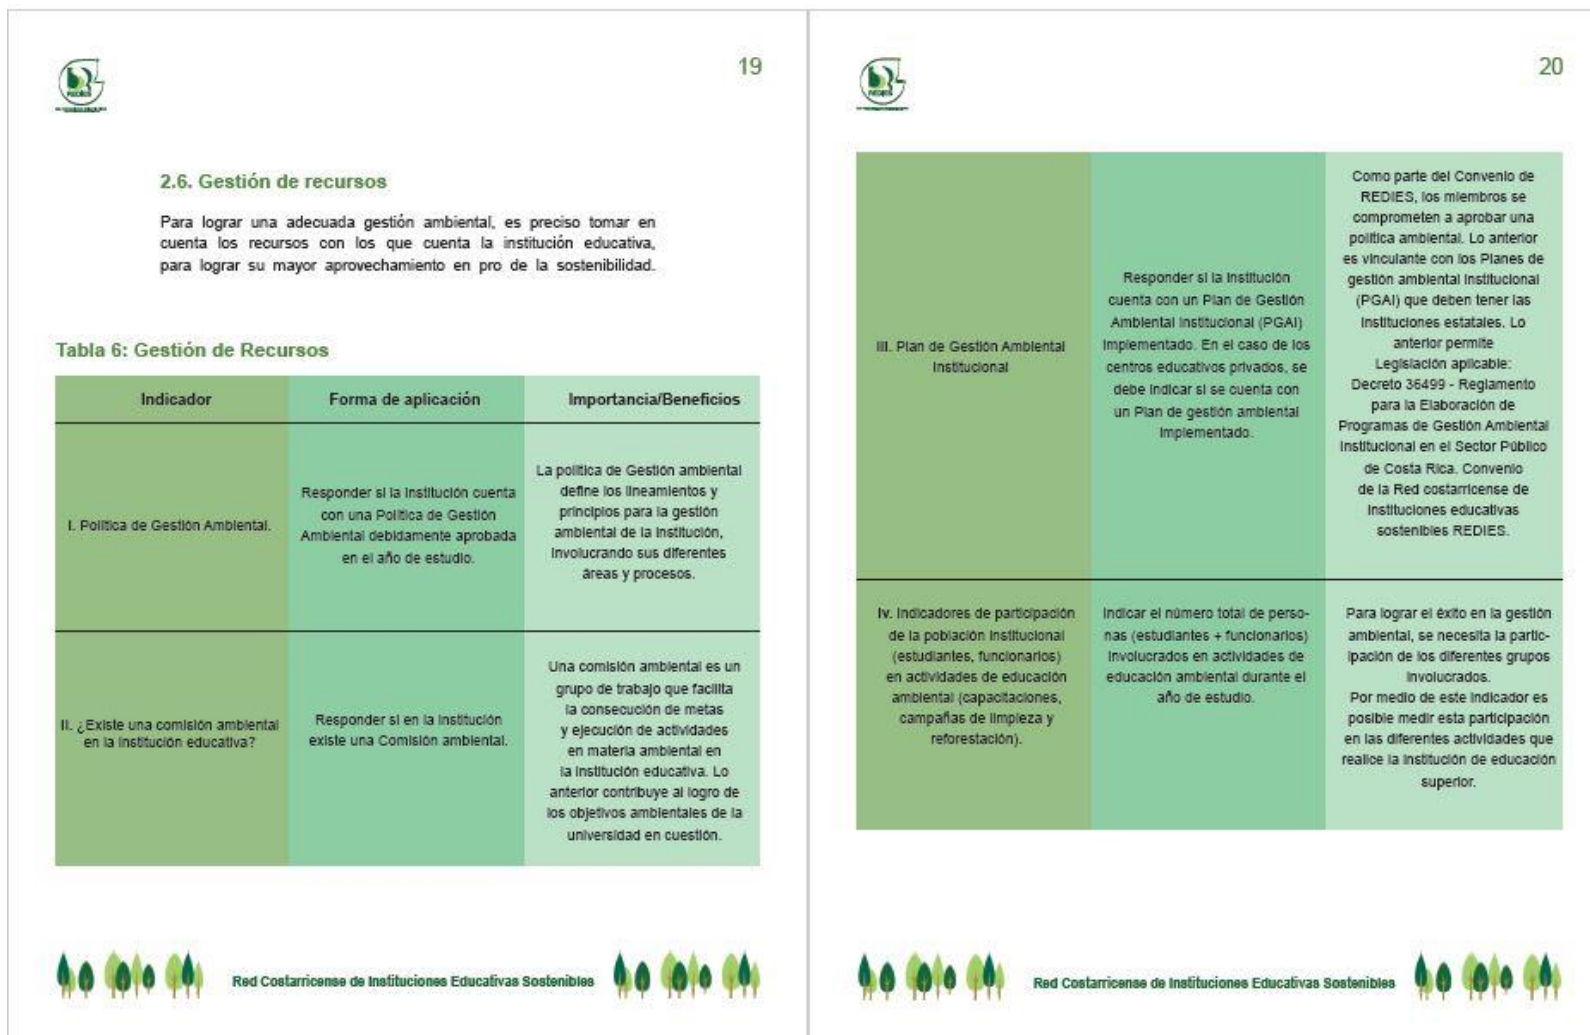 REDIES
19
2.6. Gestión de recursos
Para lograr una adecuada gestión ambiental, es preciso tomar en
cuenta los recursos con los que cuenta la institución educativa,
para lograr su mayor aprovechamiento en pro de la sostenibilidad.
Tabla 6: Gestión de Recursos
Indicador
Forma de aplicación
Importancia/Beneficios
I. Política de Gestión Ambiental.
Responder si la Institución cuenta
con una Política de Gestión
Ambiental debidamente aprobada
en el año de estudio.
La política de Gestión ambiental
define los lineamientos y
principios para la gestión
ambiental de la Institución,
involucrando sus diferentes
áreas y procesos.
II. ¿Existe una comisión ambiental
en la Institución educativa?
Responder si en la Institución
existe una Comisión ambiental.
Una comisión ambiental es un
grupo de trabajo que facilita
la consecución de metas
y ejecución de actividades
en materia ambiental en
la Institución educativa. Lo
anterior contribuye al logro de
los objetivos ambientales de la
universidad en cuestión.
Red Costarricense de Instituciones Educativas Sostenibles
REDIES
20
III. Plan de Gestión Ambiental
Institucional
Responder si la Institución
cuenta con un Plan de Gestión
Ambiental Institucional (PGAI)
Implementado. En el caso de los
centros educativos privados, se
debe indicar si se cuenta con
un Plan de gestión ambiental
Implementado.
Como parte del Convenio de
REDIES, los miembros se
comprometen a aprobar una
política ambiental. Lo anterior
es vinculante con los Planes de
gestión ambiental Institucional
(PGAI) que deben tener las
Instituciones estatales. Lo
anterior permite
Legislación aplicable:
Decreto 36499 - Reglamento
para la Elaboración de
Programas de Gestión Ambiental
Institucional en el Sector Público
de Costa Rica. Convenio
de la Red costarricense de
Instituciones educativas
sostenibles REDIES.
Iv. Indicadores de participación
de la población Institucional
(estudiantes, funcionarios)
en actividades de educación
ambiental (capacitaciones,
campañas de limpieza y
reforestación).
Indicar el número total de perso-
nas (estudiantes + funcionarios)
Involucrados en actividades de
educación ambiental durante el
año de estudio.
Para lograr el éxito en la gestión
ambiental, se necesita la partic-
ipación de los diferentes grupos
Involucrados.
Por medio de este Indicador es
posible medir esta participación
en las diferentes actividades que
realice la Institución de educación
superior.
Red Costarricense de Instituciones Educativas Sostenibles